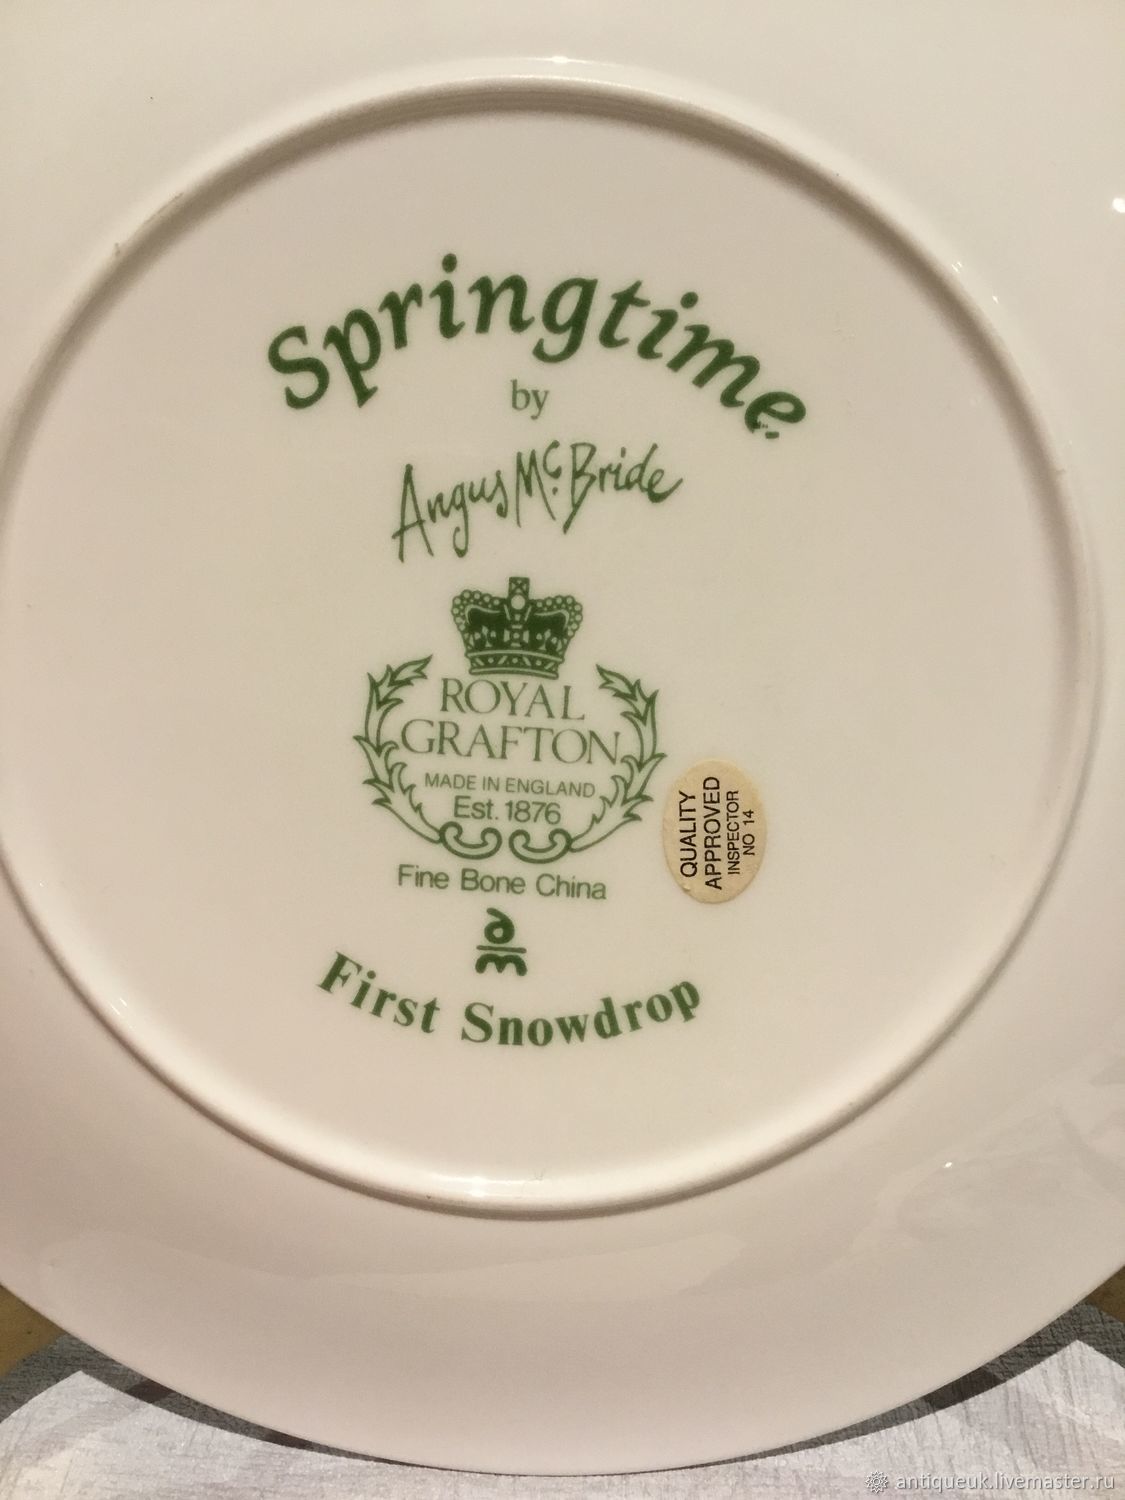 Springtime
by
Angus McBride
ROYAL
GRAFTON
MADE IN ENGLAND
Est. 1876
Fine Bone China
First Snowdrop
QUALITY
APPROVED
INSPECTOR
NO 14
antiqueuk.livemaster.ru